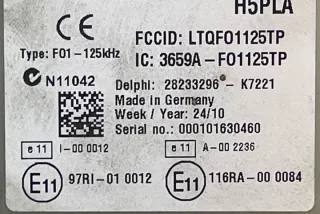 H5PLA
CE
FCCID: LTQFO1125TP
Type: FO1-125kHz
IC: 3659A-FO1125TP
N11042
Delphi: 28233296 - K7221
Made in Germany
Week / Year: 24/10
Serial no.: 000101630460
e 11 I-00 0012
e 11 A-00 2236
E11 97RI-01 0012
E11 116RA-00 0084